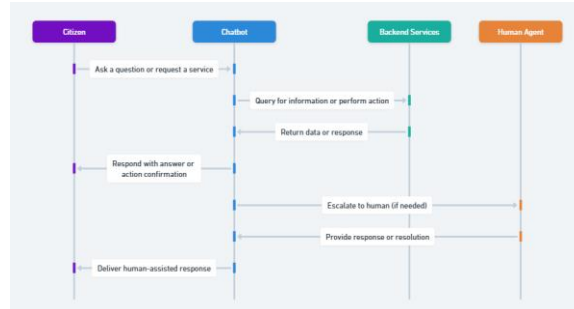 Citizen
Chatbot
Backend Services
Human Agent
Ask a question or request a service
Query for information or perform action
Return data or response
Respond with answer or
action confirmation
Escalate to human (if needed)
Provide response or resolution
Deliver human-assisted response